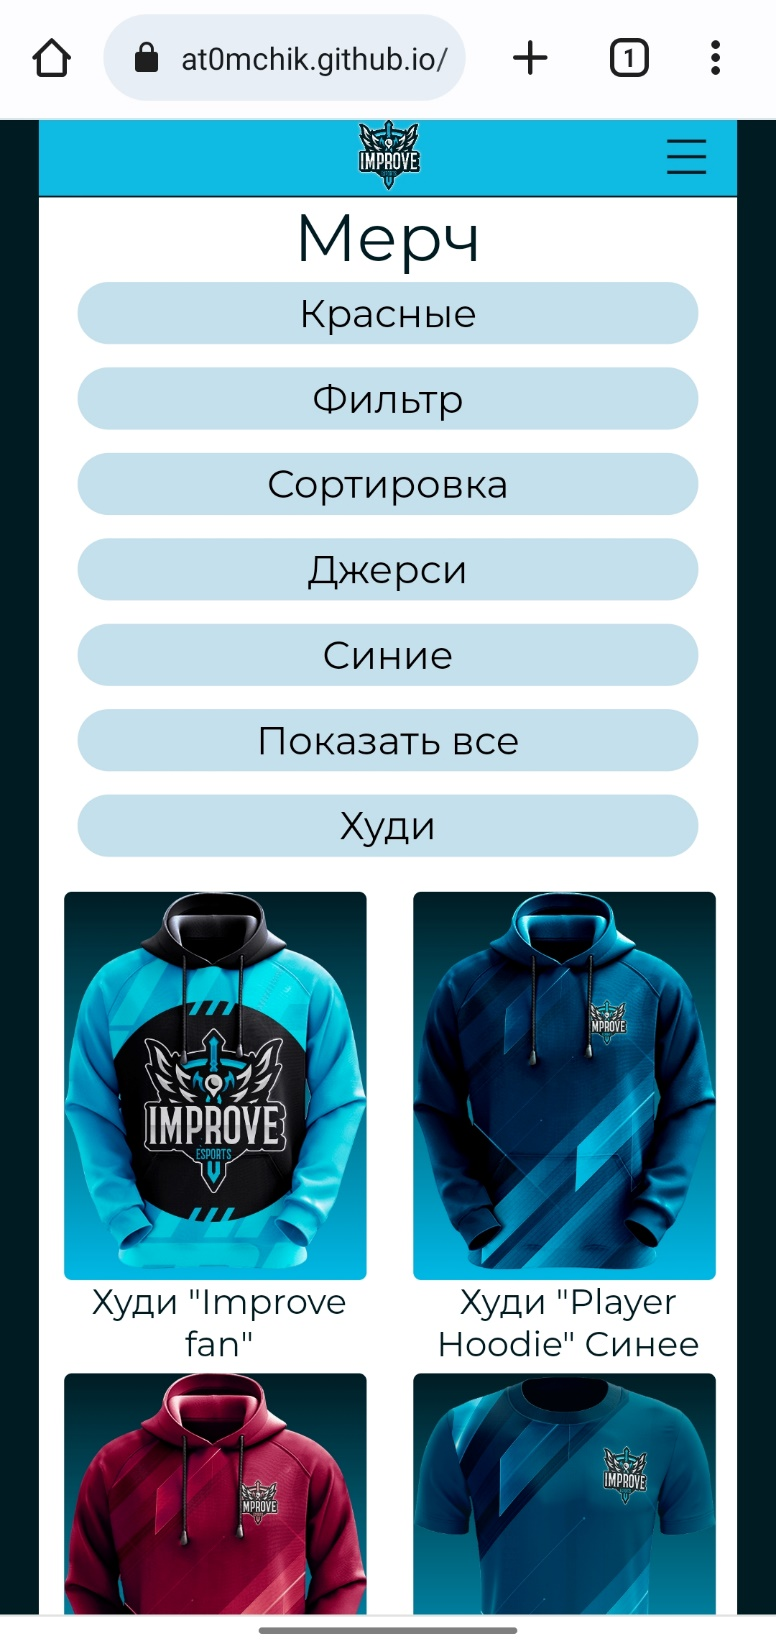 at0mchik.github.io/
1
IMPROVE
Мерч
Красные
Фильтр
Сортировка
Джерси
Синие
Показать все
Худи
IMPROVE
ESPORTS
IMPROVE
Худи "Improve
fan"
Худи "Player
Hoodie" Синее
IMPROVE
IMPROVE